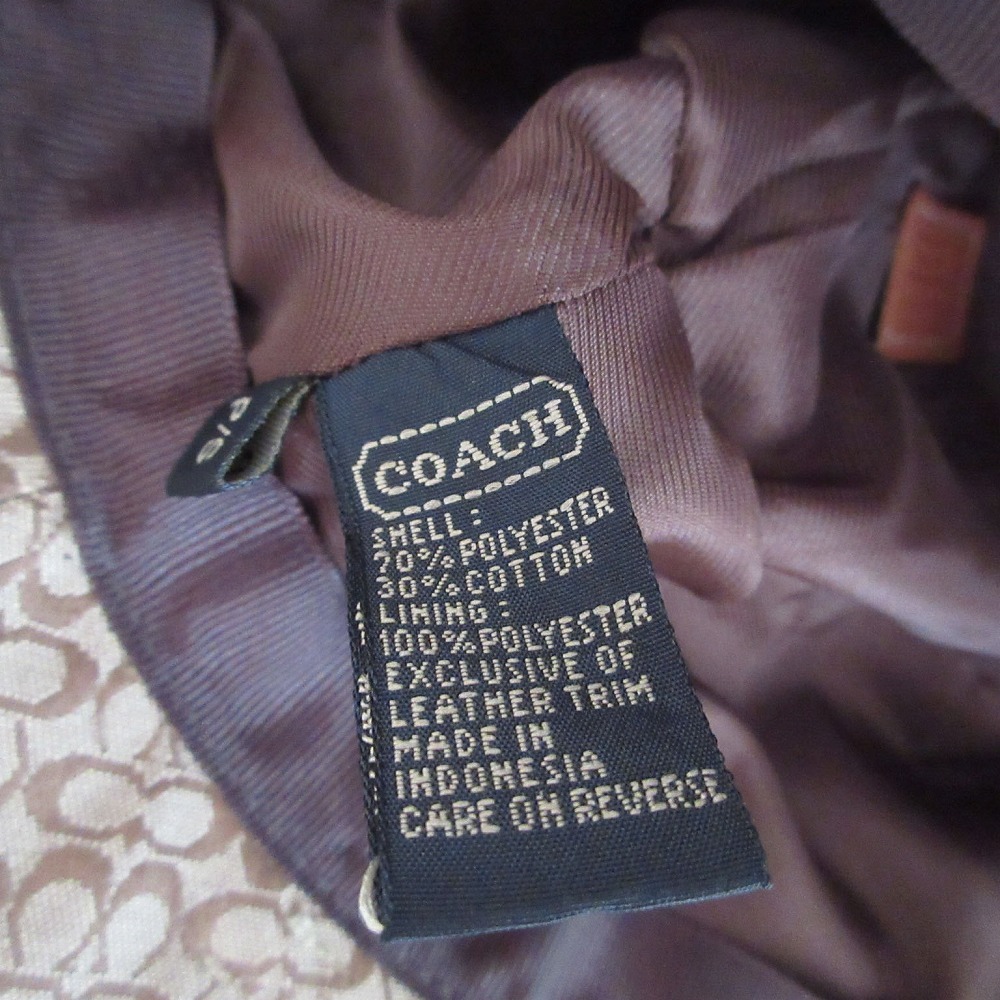 COACH
SHELL:
70% POLYESTER
30% COTTON
LINING:
100% POLYESTER
EXCLUSIVE OF
LEATHER TRIM
MADE IN
INDONESIA
CARE ON REVERSE
P/S